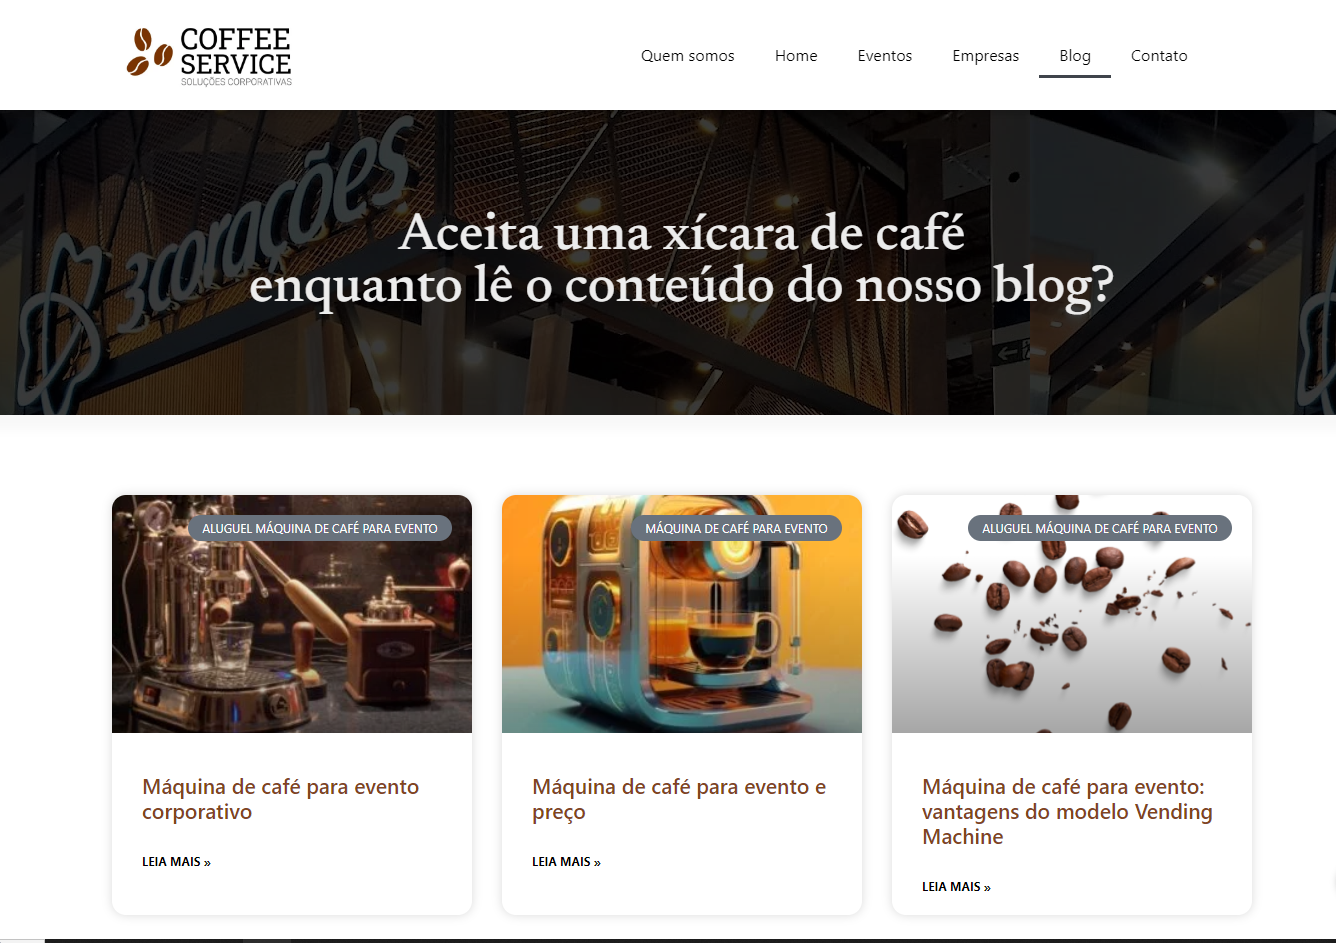 COFFEE
SERVICE
SOLUÇÕES CORPORATIVAS
Quem somos Home Eventos Empresas Blog Contato
3corações
Aceita uma xícara de café
enquanto lê o conteúdo do nosso blog?
ALUGUEL MÁQUINA DE CAFÉ PARA EVENTO
MÁQUINA DE CAFÉ PARA EVENTO
ALUGUEL MÁQUINA DE CAFÉ PARA EVENTO
Máquina de café para evento
corporativo
LEIA MAIS »
Máquina de café para evento e
preço
LEIA MAIS »
Máquina de café para evento:
vantagens do modelo Vending
Machine
LEIA MAIS »